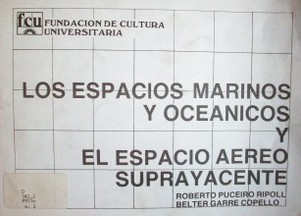 fcu
FUNDACION DE CULTURA
UNIVERSITARIA
LOS ESPACIOS MARINOS
Y OCEANICOS
Y
EL ESPACIO AEREO
SUPRAYACENTE
ROBERTO PUCEIRO RIPOLL
BELTER GARRE COPELLO